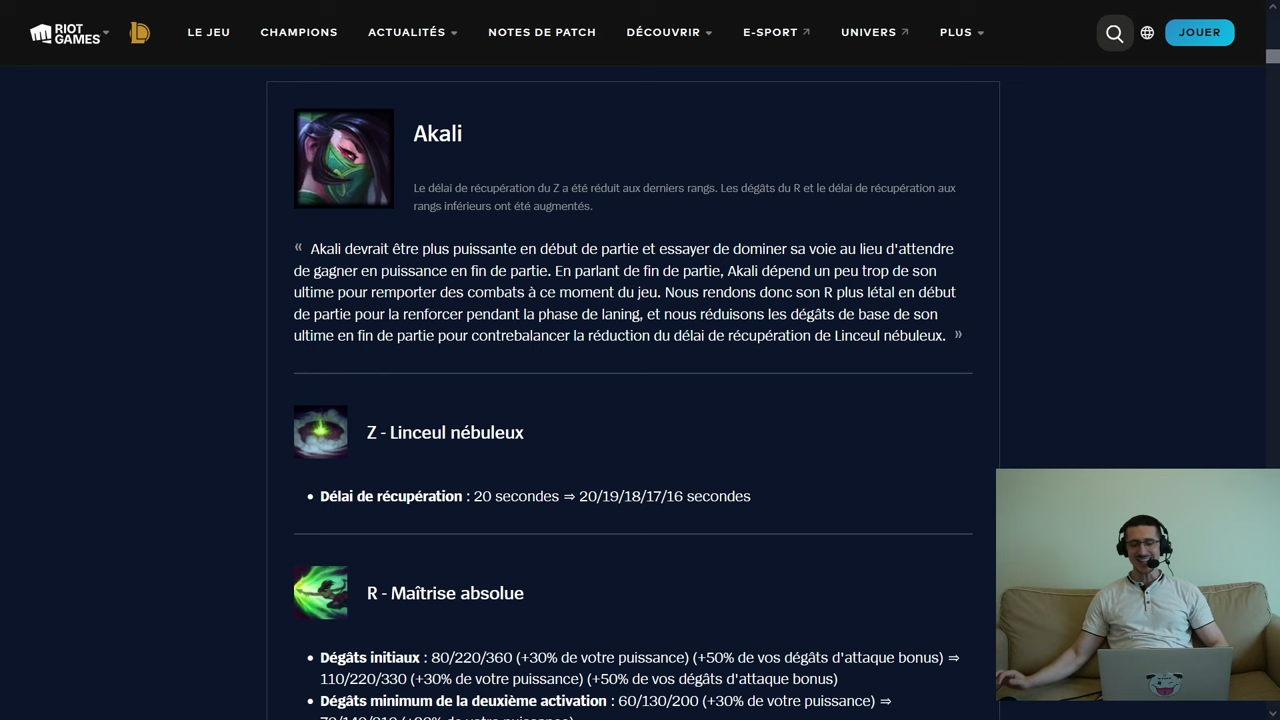 RIOT
GAMES
LE JEU CHAMPIONS ACTUALITÉS NOTES DE PATCH DÉCOUVRIR E-SPORT UNIVERS PLUS JOUER
Akali
Le délai de récupération du Z a été réduit aux derniers rangs. Les dégâts du R et le délai de récupération aux
rangs inférieurs ont été augmentés.
« Akali devrait être plus puissante en début de partie et essayer de dominer sa voie au lieu d'attendre
de gagner en puissance en fin de partie. En parlant de fin de partie, Akali dépend un peu trop de son
ultime pour remporter des combats à ce moment du jeu. Nous rendons donc son R plus létal en début
de partie pour la renforcer pendant la phase de laning, et nous réduisons les dégâts de base de son
ultime en fin de partie pour contrebalancer la réduction du délai de récupération de Linceul nébuleux. »
Z - Linceul nébuleux
• Délai de récupération : 20 secondes ⇒ 20/19/18/17/16 secondes
R - Maîtrise absolue
• Dégâts initiaux : 80/220/360 (+30% de votre puissance) (+50% de vos dégâts d'attaque bonus) ⇒
110/220/330 (+30% de votre puissance) (+50% de vos dégâts d'attaque bonus)
• Dégâts minimum de la deuxième activation : 60/130/200 (+30% de votre puissance) ⇒